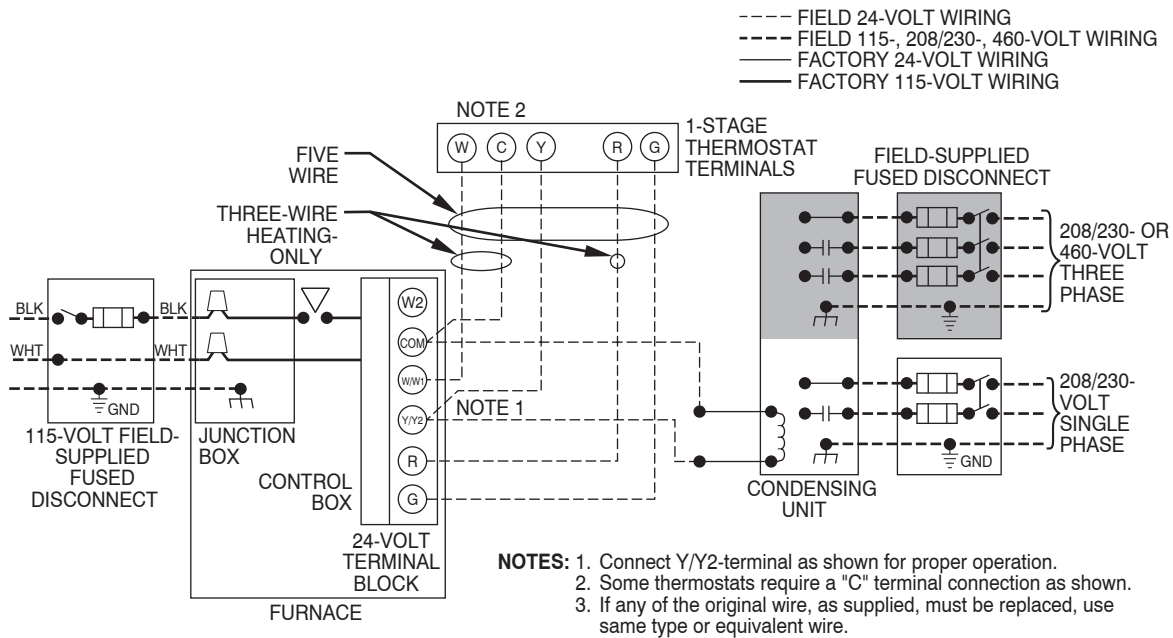 FIELD 24-VOLT WIRING
FIELD 115-, 208/230-, 460-VOLT WIRING
FACTORY 24-VOLT WIRING
FACTORY 115-VOLT WIRING
NOTE 2
W C Y R G
1-STAGE
THERMOSTAT
TERMINALS
FIVE
WIRE
THREE-WIRE
HEATING-
ONLY
FIELD-SUPPLIED
FUSED DISCONNECT
208/230- OR
460-VOLT
THREE
PHASE
BLK
BLK
WHT
WHT
GND
W2
COM
W/W1
Y/Y2
R
G
NOTE 1
208/230-
VOLT
SINGLE
PHASE
GND
115-VOLT FIELD-
SUPPLIED
FUSED
DISCONNECT
JUNCTION
BOX
CONTROL
BOX
24-VOLT
TERMINAL
BLOCK
FURNACE
CONDENSING
UNIT
NOTES: 1. Connect Y/Y2-terminal as shown for proper operation.
2. Some thermostats require a "C" terminal connection as shown.
3. If any of the original wire, as supplied, must be replaced, use
same type or equivalent wire.